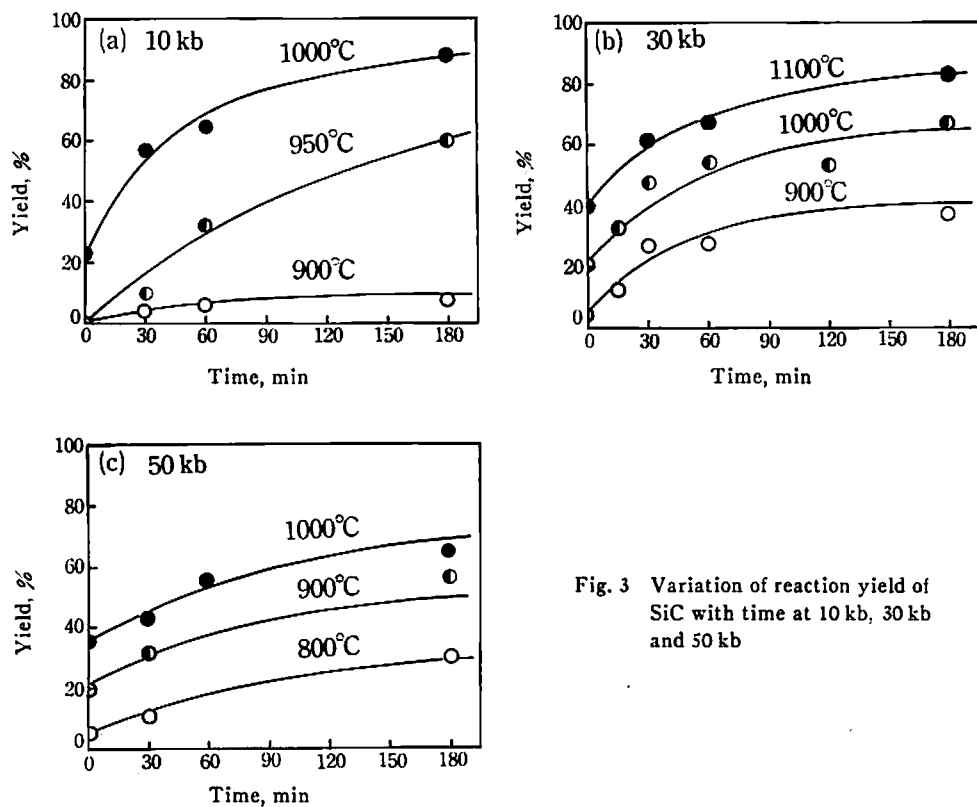 (a) 10 kb
100
80
60
40
20
0
Yield, %
1000°C
950°C
900°C
0 30 60 90 120 150 180
Time, min
(b) 30 kb
100
80
60
40
20
0
Yield, %
1100°C
1000°C
900°C
0 30 60 90 120 150 180
Time, min
(c) 50 kb
100
80
60
40
20
0
Yield, %
1000°C
900°C
800°C
0 30 60 90 120 150 180
Time, min
Fig. 3 Variation of reaction yield of
SiC with time at 10 kb, 30 kb
and 50 kb